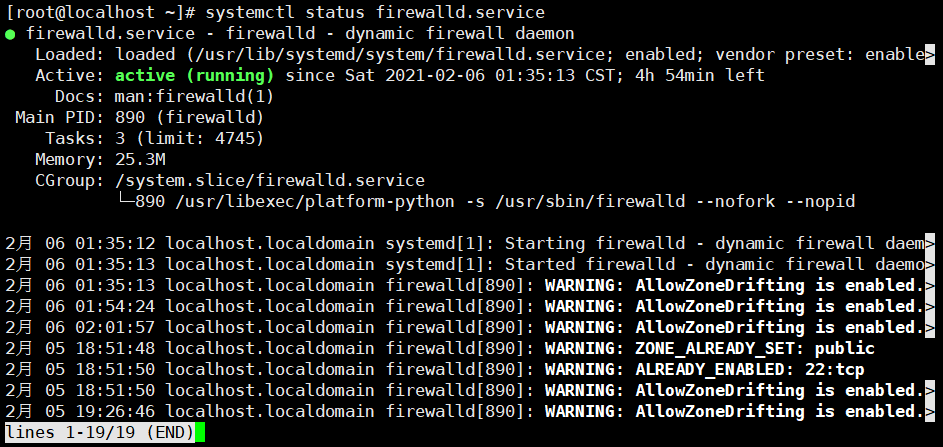 [root@localhost ~]# systemctl status firewalld.service
● firewalld.service - firewalld - dynamic firewall daemon
   Loaded: loaded (/usr/lib/systemd/system/firewalld.service; enabled; vendor preset: enable>
   Active: active (running) since Sat 2021-02-06 01:35:13 CST; 4h 54min left
     Docs: man:firewalld(1)
 Main PID: 890 (firewalld)
    Tasks: 3 (limit: 4745)
   Memory: 25.3M
   CGroup: /system.slice/firewalld.service
           └─890 /usr/libexec/platform-python -s /usr/sbin/firewalld --nofork --nopid
2月 06 01:35:12 localhost.localdomain systemd[1]: Starting firewalld - dynamic firewall daem>
2月 06 01:35:13 localhost.localdomain systemd[1]: Started firewalld - dynamic firewall daemo>
2月 06 01:35:13 localhost.localdomain firewalld[890]: WARNING: AllowZoneDrifting is enabled.>
2月 06 01:54:24 localhost.localdomain firewalld[890]: WARNING: AllowZoneDrifting is enabled.>
2月 06 02:01:57 localhost.localdomain firewalld[890]: WARNING: AllowZoneDrifting is enabled.>
2月 05 18:51:48 localhost.localdomain firewalld[890]: WARNING: ZONE_ALREADY_SET: public
2月 05 18:51:50 localhost.localdomain firewalld[890]: WARNING: ALREADY_ENABLED: 22:tcp
2月 05 18:51:50 localhost.localdomain firewalld[890]: WARNING: AllowZoneDrifting is enabled.>
2月 05 19:26:46 localhost.localdomain firewalld[890]: WARNING: AllowZoneDrifting is enabled.>
lines 1-19/19 (END)